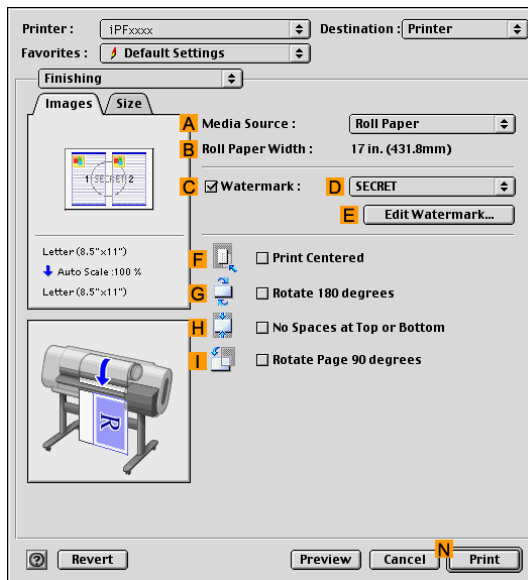 Printer : iPFxxxx Destination : Printer
Favorites : Default Settings
Finishing
Images Size
A Media Source : Roll Paper
B Roll Paper Width : 17 in. (431.8mm)
1 SECRET 2
C Watermark : D SECRET
E Edit Watermark...
Letter (8.5"x11")
Auto Scale :100 %
Letter (8.5"x11")
F Print Centered
G Rotate 180 degrees
H No Spaces at Top or Bottom
I Rotate Page 90 degrees
R
N
? Revert Preview Cancel Print